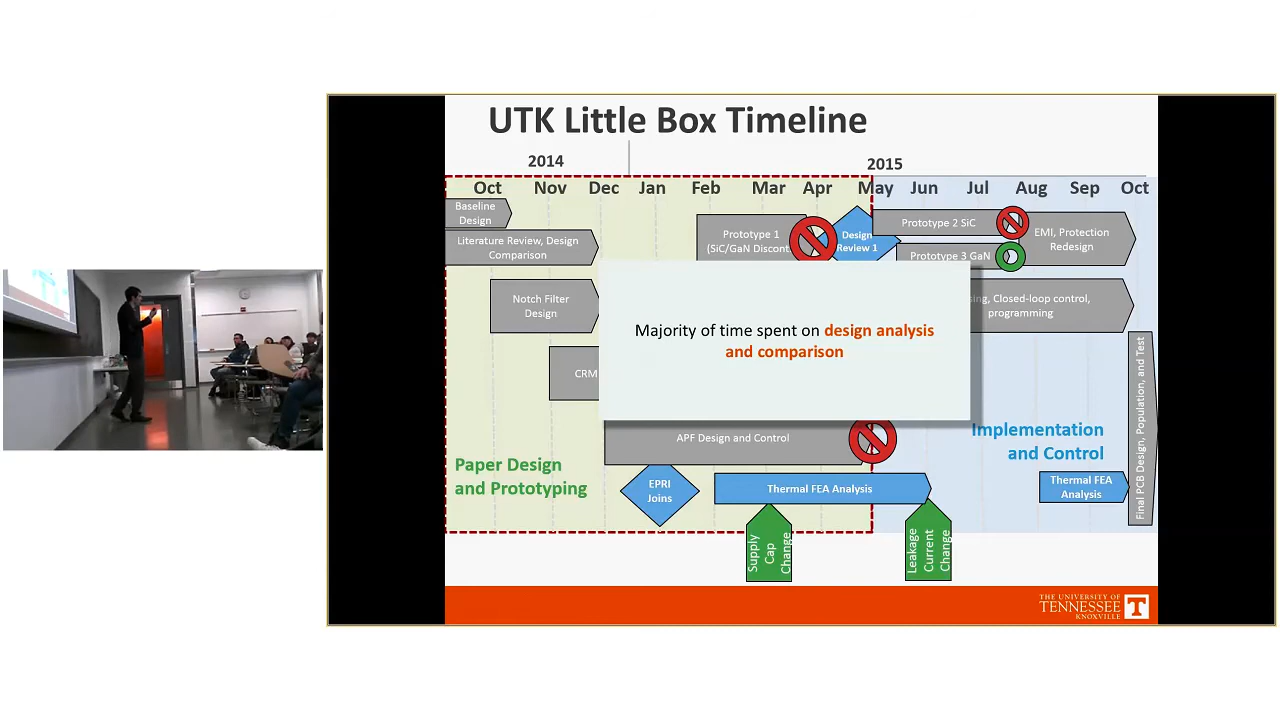 UTK Little Box Timeline
2014
2015
Oct Nov Dec Jan Feb Mar Apr May Jun Jul Aug Sep Oct
Baseline
Design
Literature Review, Design
Comparison
Prototype 1
(SiC/GaN Discont
Design
Review 1
Prototype 2 SiC
Prototype 3 GaN
EMI, Protection
Redesign
Notch Filter
Design
Closed-loop control,
programming
Majority of time spent on design analysis
and comparison
CRM
APF Design and Control
Implementation
and Control
Paper Design
and Prototyping
EPRI
Joins
Thermal FEA Analysis
Thermal FEA
Analysis
Final PCB Design, Population, and Test
Supply
Cap
Change
Leakage
Current
Change
THE UNIVERSITY OF
TENNESSEE
KNOXVILLE
T